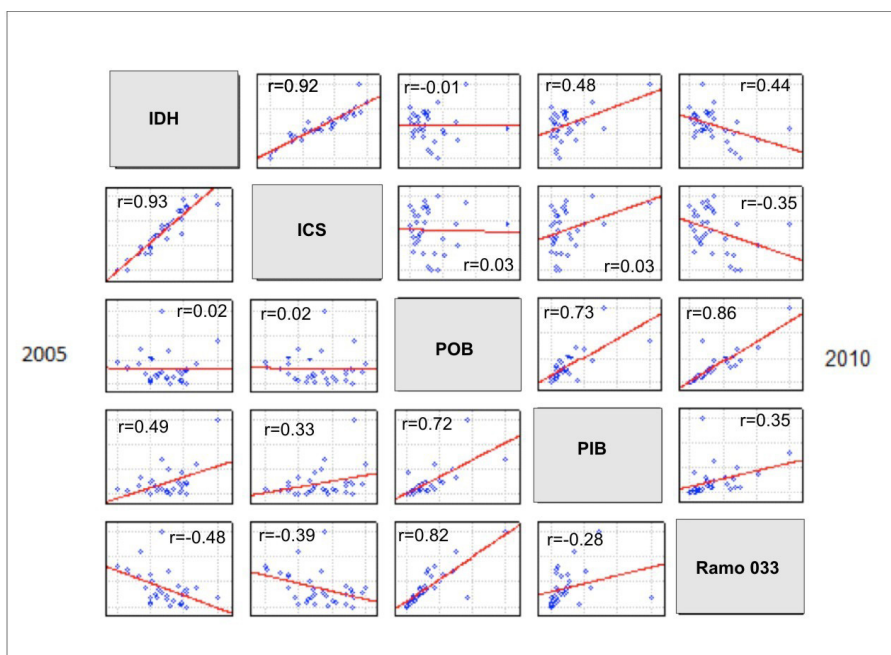 IDH
r=0.92
r=-0.01
r=0.48
r=0.44
r=0.93
ICS
r=0.03
r=0.03
r=-0.35
r=0.02
r=0.02
POB
r=0.73
r=0.86
2005
2010
r=0.49
r=0.33
r=0.72
PIB
r=0.35
r=-0.48
r=-0.39
r=0.82
r=-0.28
Ramo 033